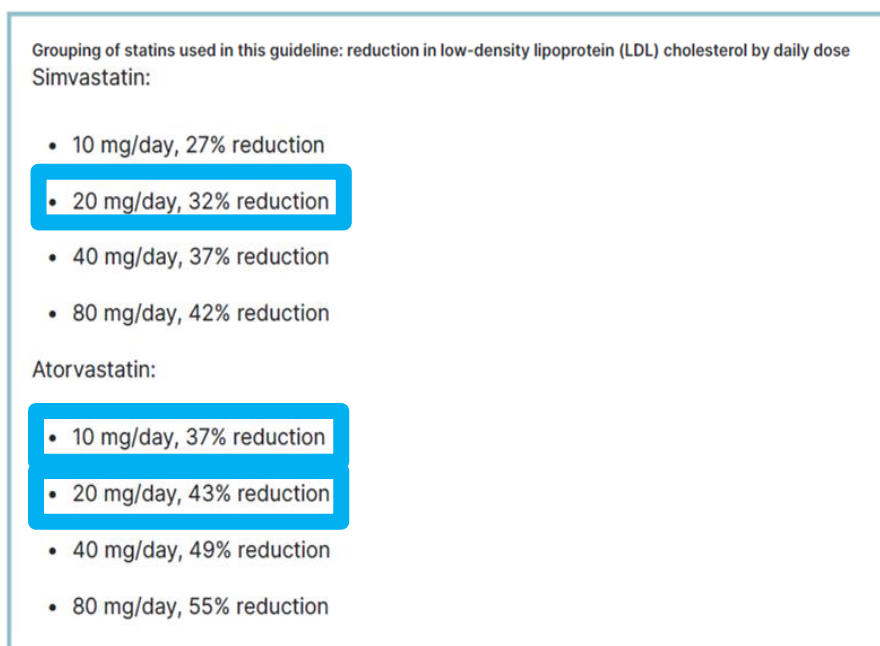 Grouping of statins used in this guideline: reduction in low-density lipoprotein (LDL) cholesterol by daily dose
Simvastatin:
• 10 mg/day, 27% reduction
• 20 mg/day, 32% reduction
• 40 mg/day, 37% reduction
• 80 mg/day, 42% reduction
Atorvastatin:
• 10 mg/day, 37% reduction
• 20 mg/day, 43% reduction
• 40 mg/day, 49% reduction
• 80 mg/day, 55% reduction